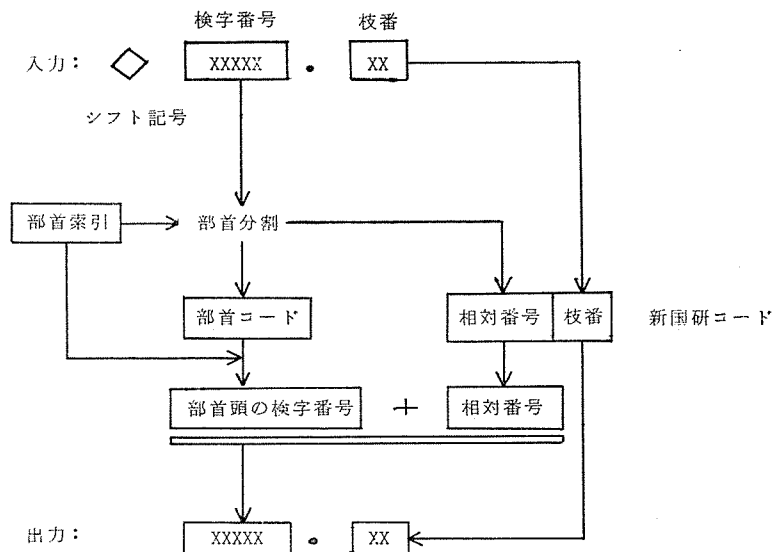 検字番号 枝番
入力: ◇ XXXXX . XX
シフト記号
部首索引 部首分割
部首コード 相対番号 枝番 新国研コード
部首頭の検字番号 + 相対番号
出力: XXXXX . XX